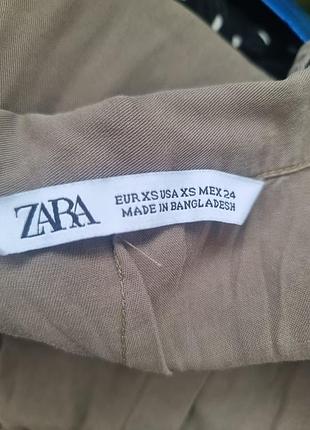 ZARA
EUR XS USA XS MEX 24
MADE IN BANGLADESH